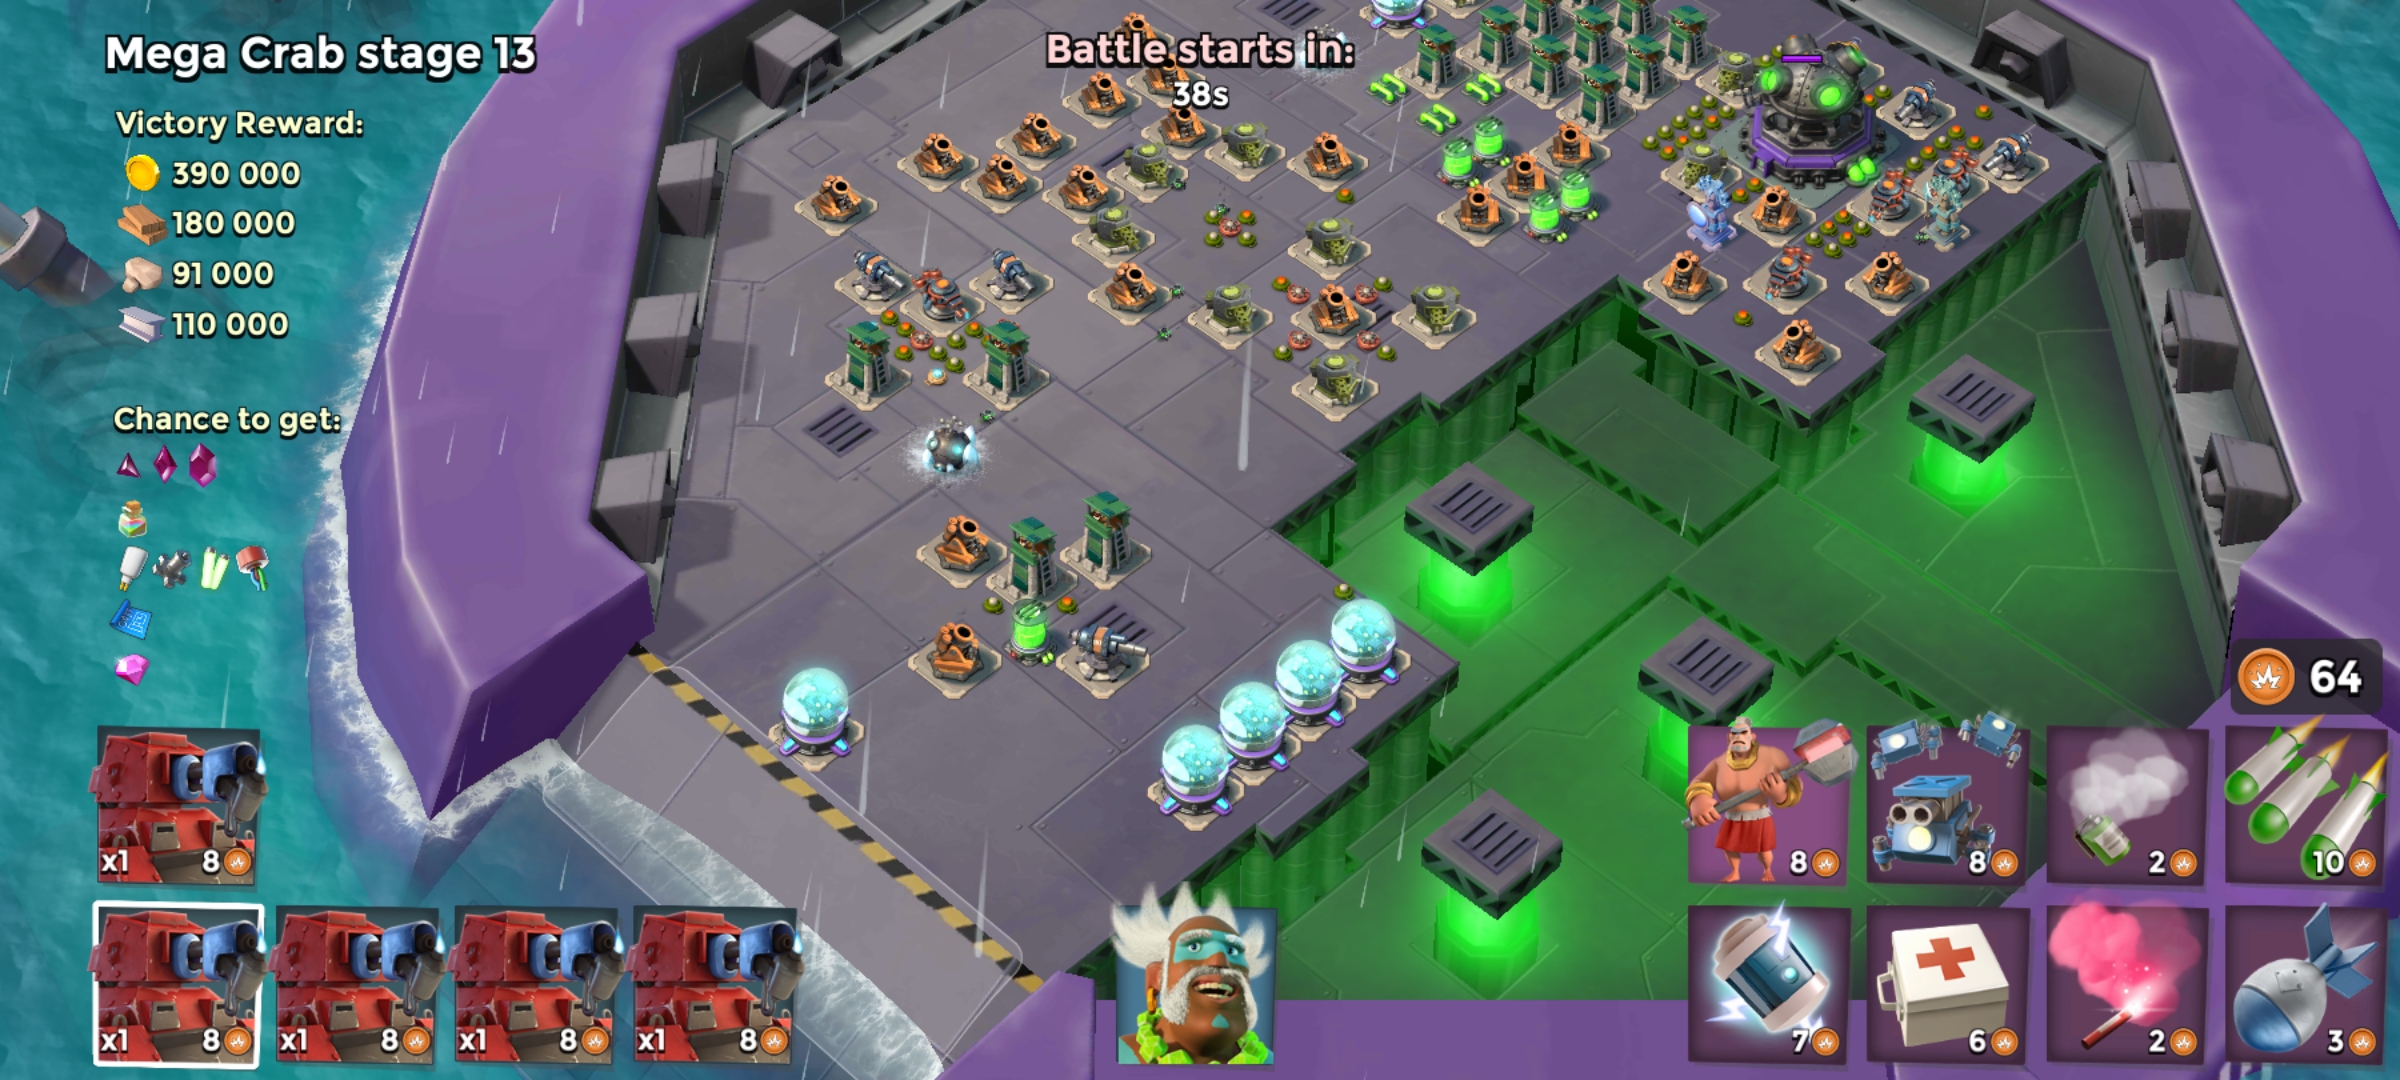 Mega Crab stage 13
Battle starts in:
38s
Victory Reward:
390 000
180 000
91 000
110 000
Chance to get:
64
x1 8
8 8 2 10
x1 8 x1 8 x1 8 x1 8
7 6 2 3